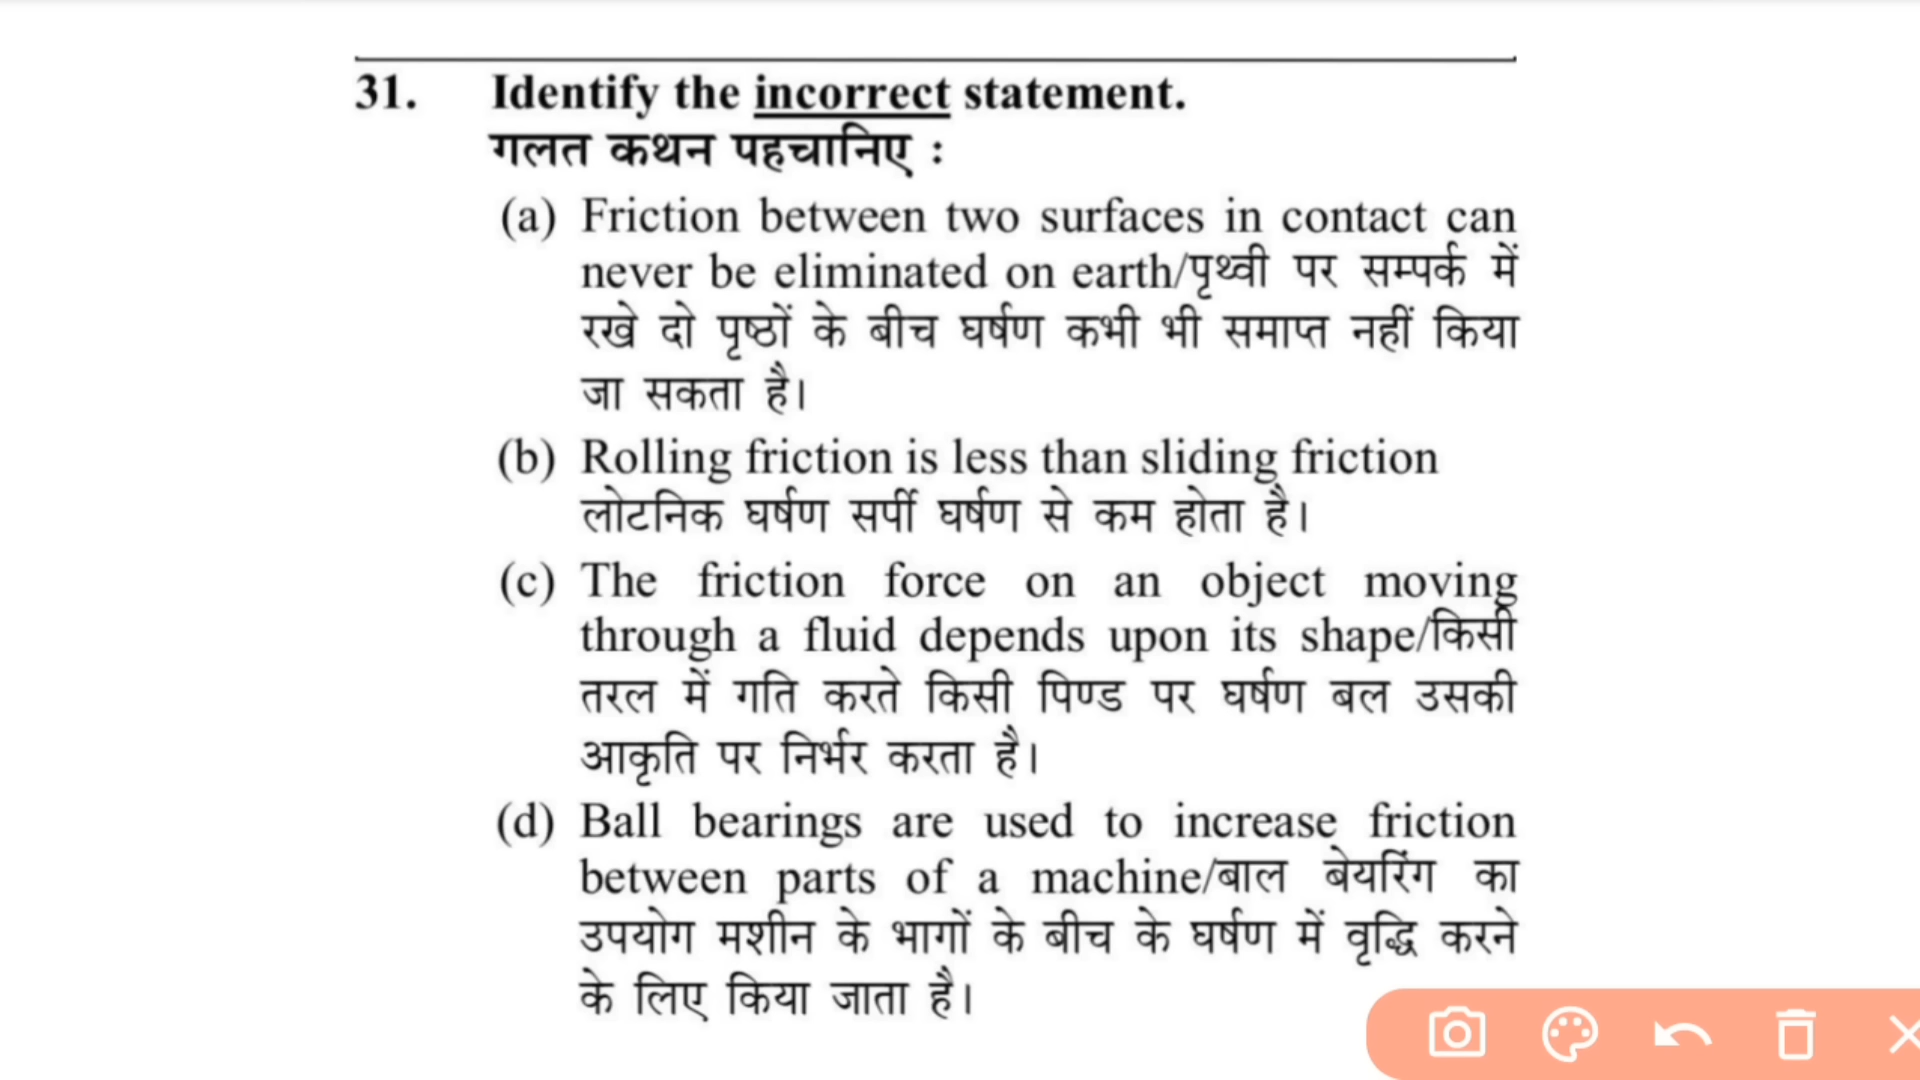 31. Identify the incorrect statement.
गलत कथन पहचानिए :
(a) Friction between two surfaces in contact can
never be eliminated on earth/पृथ्वी पर सम्पर्क में
रखे दो पृष्ठों के बीच घर्षण कभी भी समाप्त नहीं किया
जा सकता है।
(b) Rolling friction is less than sliding friction
लोटनिक घर्षण सर्पी घर्षण से कम होता है।
(c) The friction force on an object moving
through a fluid depends upon its shape/किसी
तरल में गति करते किसी पिण्ड पर घर्षण बल उसकी
आकृति पर निर्भर करता है।
(d) Ball bearings are used to increase friction
between parts of a machine/बाल बेयरिंग का
उपयोग मशीन के भागों के बीच के घर्षण में वृद्धि करने
के लिए किया जाता है।